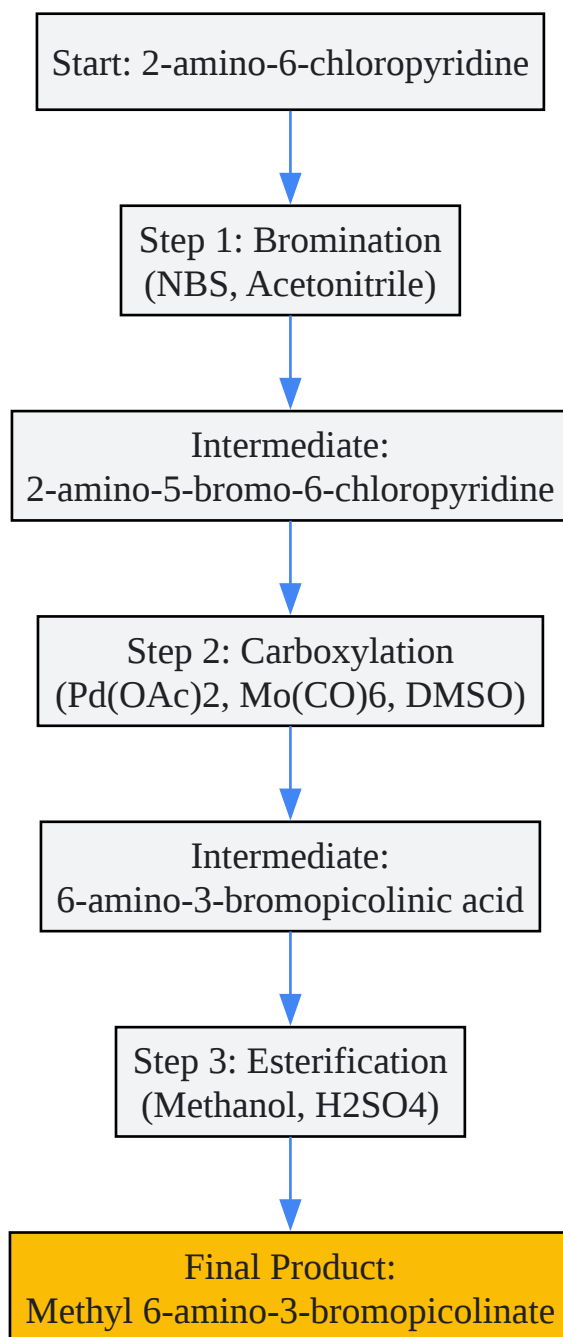 Start: 2-amino-6-chloropyridine
Step 1: Bromination
(NBS, Acetonitrile)
Intermediate:
2-amino-5-bromo-6-chloropyridine
Step 2: Carboxylation
(Pd(OAc)2, Mo(CO)6, DMSO)
Intermediate:
6-amino-3-bromopicolinic acid
Step 3: Esterification
(Methanol, H2SO4)
Final Product:
Methyl 6-amino-3-bromopicolinate